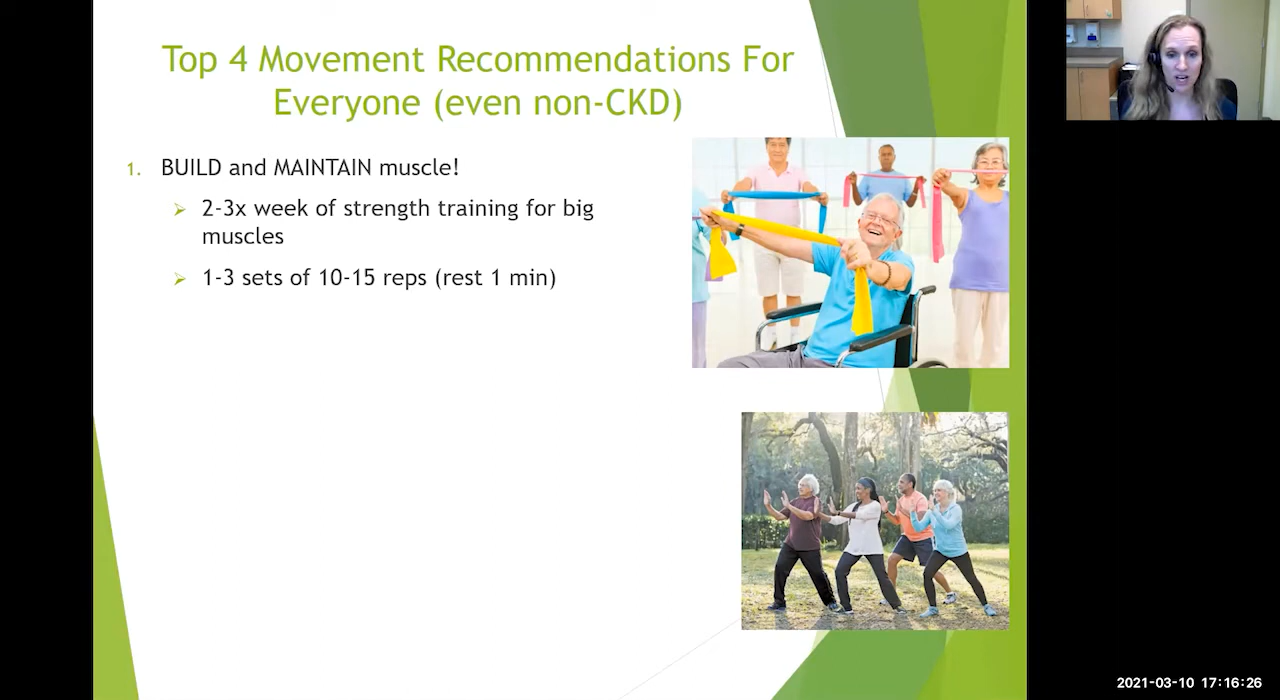 Top 4 Movement Recommendations For
Everyone (even non-CKD)
1. BUILD and MAINTAIN muscle!
2-3x week of strength training for big
muscles
1-3 sets of 10-15 reps (rest 1 min)
2021-03-10 17:16:26